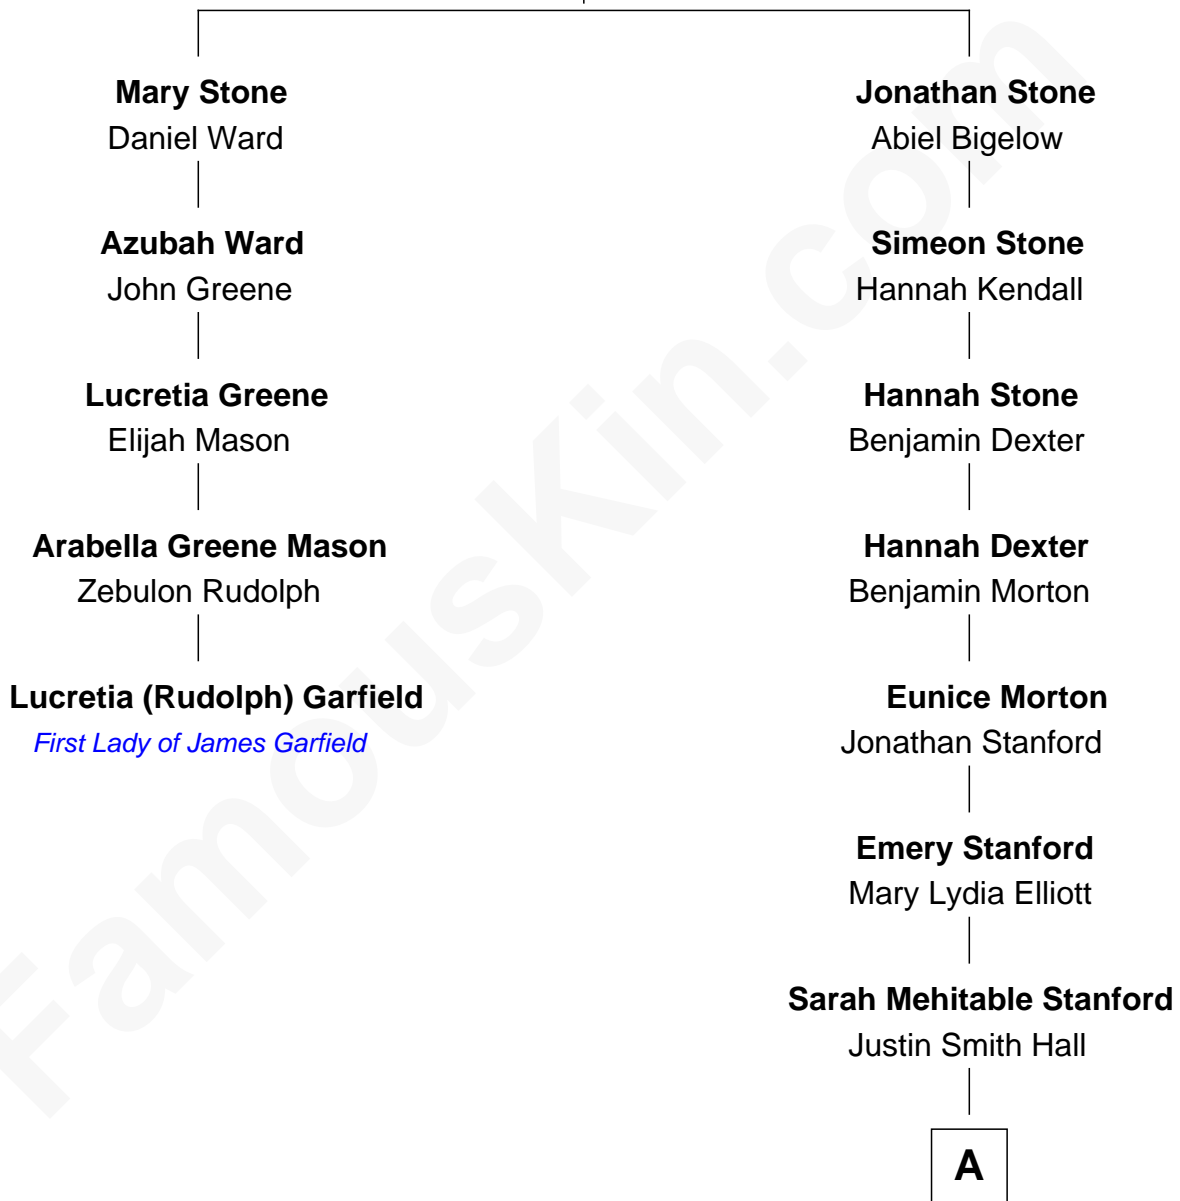 Mary Stone
Daniel Ward
Azubah Ward
John Greene
Lucretia Greene
Elijah Mason
Arabella Greene Mason
Zebulon Rudolph
Lucretia (Rudolph) Garfield
First Lady of James Garfield
Jonathan Stone
Abiel Bigelow
Simeon Stone
Hannah Kendall
Hannah Stone
Benjamin Dexter
Hannah Dexter
Benjamin Morton
Eunice Morton
Jonathan Stanford
Emery Stanford
Mary Lydia Elliott
Sarah Mehitable Stanford
Justin Smith Hall
A
FamousKin.com